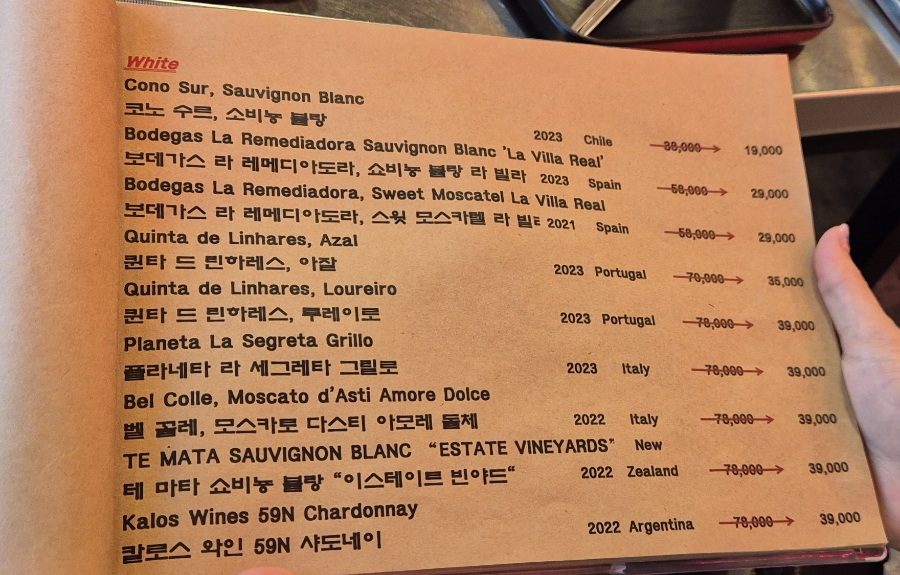 White
Cono Sur, Sauvignon Blanc
코노 수르, 소비뇽 블랑 2023 Chile 38,000 → 19,000
Bodegas La Remediadora Sauvignon Blanc 'La Villa Real'
보데가스 라 레메디아도라, 쇼비뇽 블랑 라 빌라 2023 Spain 58,000 → 29,000
Bodegas La Remediadora, Sweet Moscatel La Villa Real
보데가스 라 레메디아도라, 스윗 모스카텔 라 빌 2021 Spain 58,000 → 29,000
Quinta de Linhares, Azal
퀸타 드 린하레스, 아잘 2023 Portugal 70,000 → 35,000
Quinta de Linhares, Loureiro
퀸타 드 린하레스, 루레이로 2023 Portugal 78,000 → 39,000
Planeta La Segreta Grillo
플라네타 라 세그레타 그릴로 2023 Italy 78,000 → 39,000
Bel Colle, Moscato d'Asti Amore Dolce
벨 꼴레, 모스카토 다스티 아모레 돌체 2022 Italy 78,000 → 39,000
TE MATA SAUVIGNON BLANC “ESTATE VINEYARDS” New
테 마타 쇼비뇽 블랑 “이스테이트 빈야드“ 2022 Zealand 78,000 → 39,000
Kalos Wines 59N Chardonnay
칼로스 와인 59N 샤도네이 2022 Argentina 78,000 → 39,000